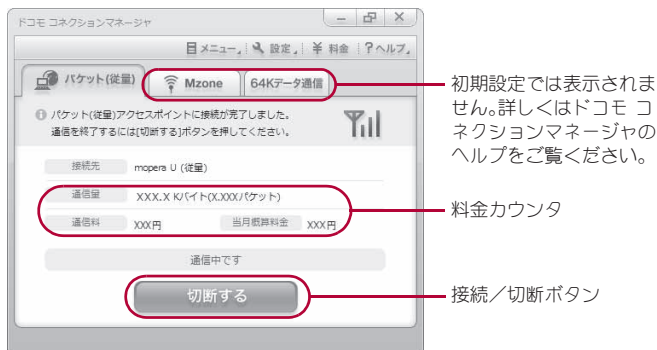 ドコモ コネクションマネージャ
メニュー 設定 ¥ 料金 ? ヘルプ
パケット(従量) Mzone 64Kデータ通信
パケット(従量)アクセスポイントに接続が完了しました。
通信を終了するには[切断する]ボタンを押してください。
接続先 mopera U (従量)
通信量 XXX.X Kバイト(X,XXXパケット)
通信料 XXX円 当月概算料金 XXX円
通信中です
切断する
初期設定では表示されま
せん。詳しくはドコモ コ
ネクションマネージャの
ヘルプをご覧ください。
料金カウンタ
接続／切断ボタン